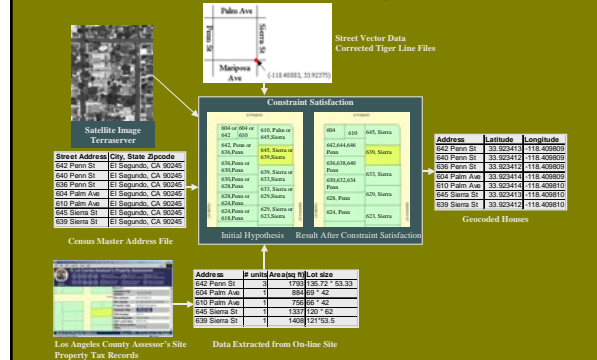 Palm Ave
Penn St
Sierra St
Mariposa
Ave
(-118.40883, 33.92375)
Street Vector Data
Corrected Tiger Line Files
Satellite Image
Terraserver
Constraint Satisfaction
604 or 604 or 610, Palm or
642 610 645,Sierra
642, Penn or 645, Sierra or
636,Penn 639,Sierra
636,Penn or
630,Penn 639, Sierra or
630,Penn or 633,Sierra
628,Penn 633, Sierra or
628,Penn or 629,Sierra
624,Penn
624,Penn or 629, Sierra or
618,Penn 623,Sierra
604 610 645, Sierra
642,644,646
Penn 639, Sierra
636,638,640
Penn 633, Sierra
630,632,634
Penn
628, Penn 629, Sierra
624, Penn 623, Sierra
Initial Hypothesis Result After Constraint Satisfaction
Street Address City, State Zipcode
642 Penn St El Segundo, CA 90245
640 Penn St El Segundo, CA 90245
636 Penn St El Segundo, CA 90245
604 Palm Ave El Segundo, CA 90245
610 Palm Ave El Segundo, CA 90245
645 Sierra St El Segundo, CA 90245
639 Sierra St El Segundo, CA 90245
Census Master Address File
Address Latitude Longitude
642 Penn St 33.923413 -118.409809
640 Penn St 33.923412 -118.409809
636 Penn St 33.923412 -118.409809
604 Palm Ave 33.923414 -118.409809
610 Palm Ave 33.923414 -118.409810
645 Sierra St 33.923413 -118.409810
639 Sierra St 33.923412 -118.409810
Geocoded Houses
Address # units Area(sq ft) Lot size
642 Penn St 3 1793 135.72 * 53.33
604 Palm Ave 1 884 69 * 42
610 Palm Ave 1 756 66 * 42
645 Sierra St 1 1337 120 * 62
639 Sierra St 1 1408 121*53.5
Los Angeles County Assessor's Site
Property Tax Records
Data Extracted from On-line Site